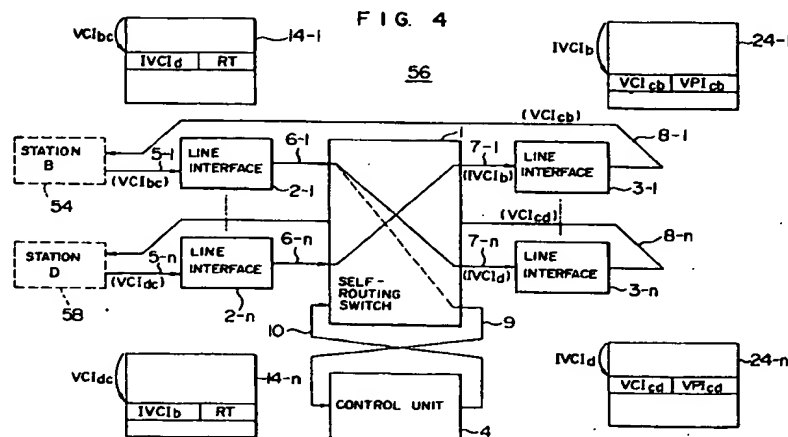 FIG. 4
VCIbc
14-1
IVCId RT
56
IVCIb
24-1
VCIcb VPIcb
(VCIcb)
8-1
STATION B
54
5-1
(VCIbc)
LINE INTERFACE
2-1
6-1
1
7-1
(IVCIb)
LINE INTERFACE
3-1
(VCIcd)
8-n
STATION D
58
5-n
(VCIdc)
LINE INTERFACE
2-n
6-n
SELF-ROUTING SWITCH
7-n
(IVCId)
LINE INTERFACE
3-n
10
9
VCIdc
14-n
IVCIb RT
CONTROL UNIT
4
IVCId
24-n
VCIcd VPIcd